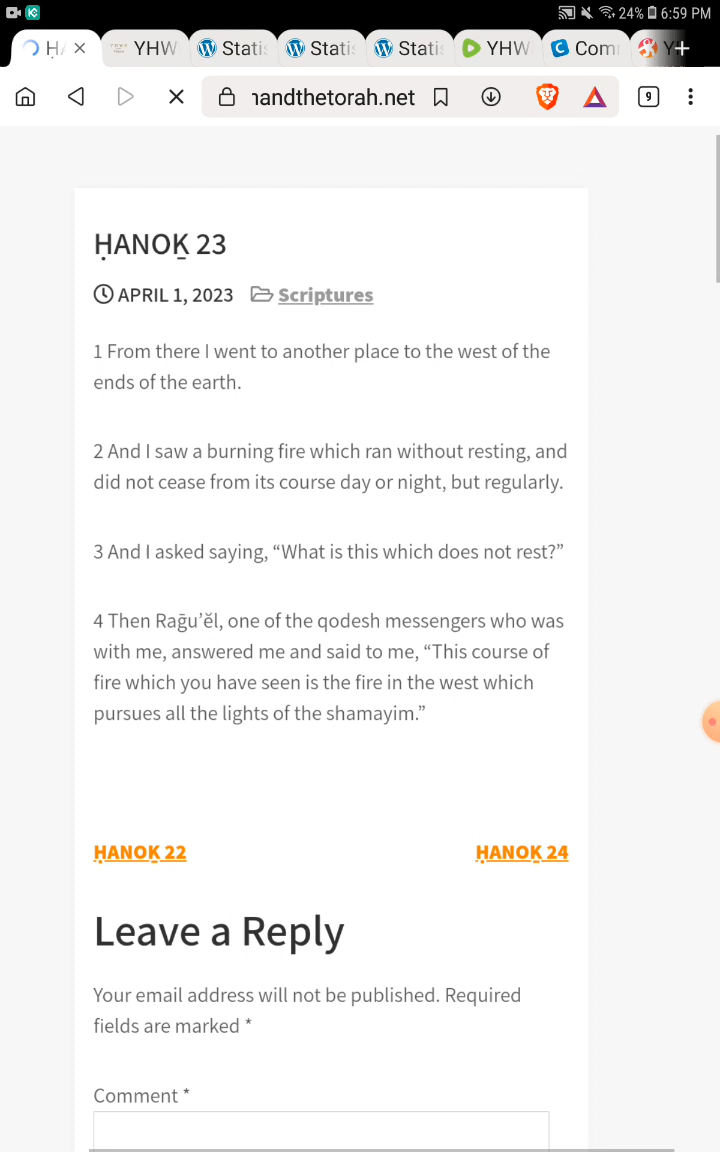 24% 6:59 PM
YHW Stati Stati Stati YHW Com
handthetorah.net 9
ḤANOḴ 23
APRIL 1, 2023 Scriptures
1 From there I went to another place to the west of the
ends of the earth.
2 And I saw a burning fire which ran without resting, and
did not cease from its course day or night, but regularly.
3 And I asked saying, “What is this which does not rest?”
4 Then Raḡu’ĕl, one of the qodesh messengers who was
with me, answered me and said to me, “This course of
fire which you have seen is the fire in the west which
pursues all the lights of the shamayim.”
ḤANOḴ 22 ḤANOḴ 24
Leave a Reply
Your email address will not be published. Required
fields are marked *
Comment *